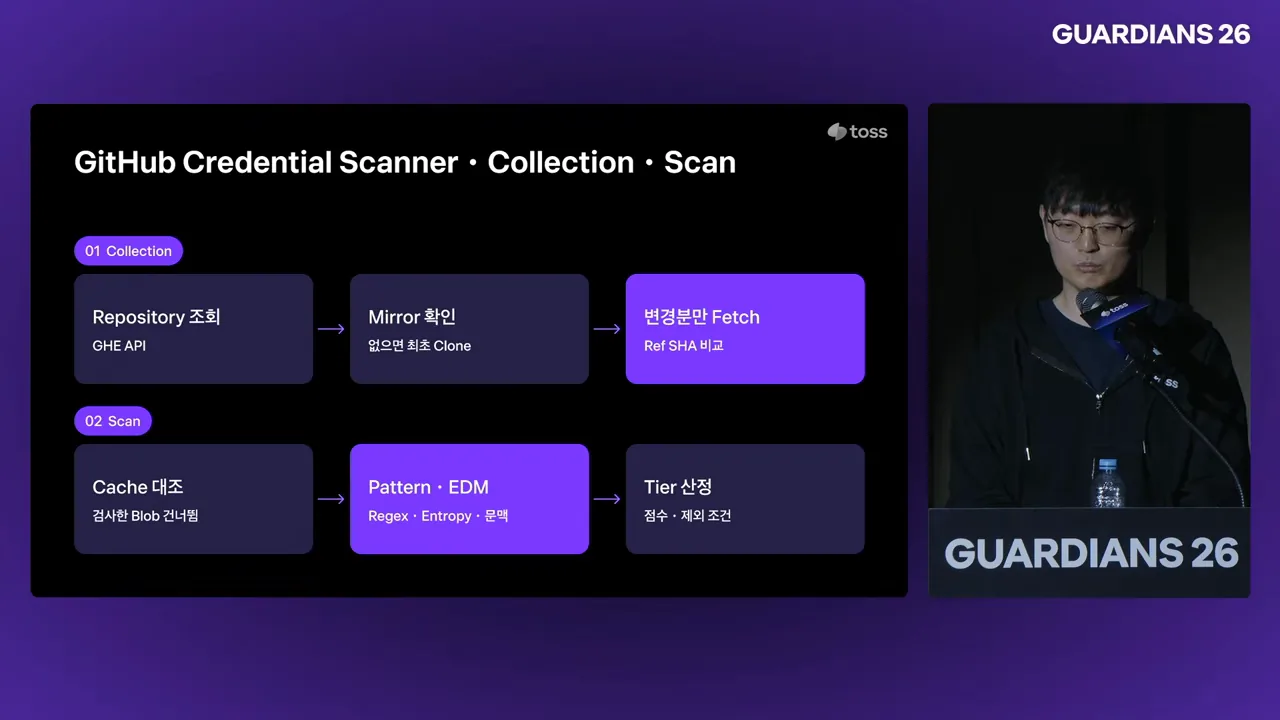 GUARDIANS 26
toss
GitHub Credential Scanner · Collection · Scan
01 Collection
Repository 조회
GHE API
Mirror 확인
없으면 최초 Clone
변경분만 Fetch
Ref SHA 비교
02 Scan
Cache 대조
검사한 Blob 건너뜀
Pattern · EDM
Regex · Entropy · 문맥
Tier 산정
점수 · 제외 조건
toss
GUARDIANS 26